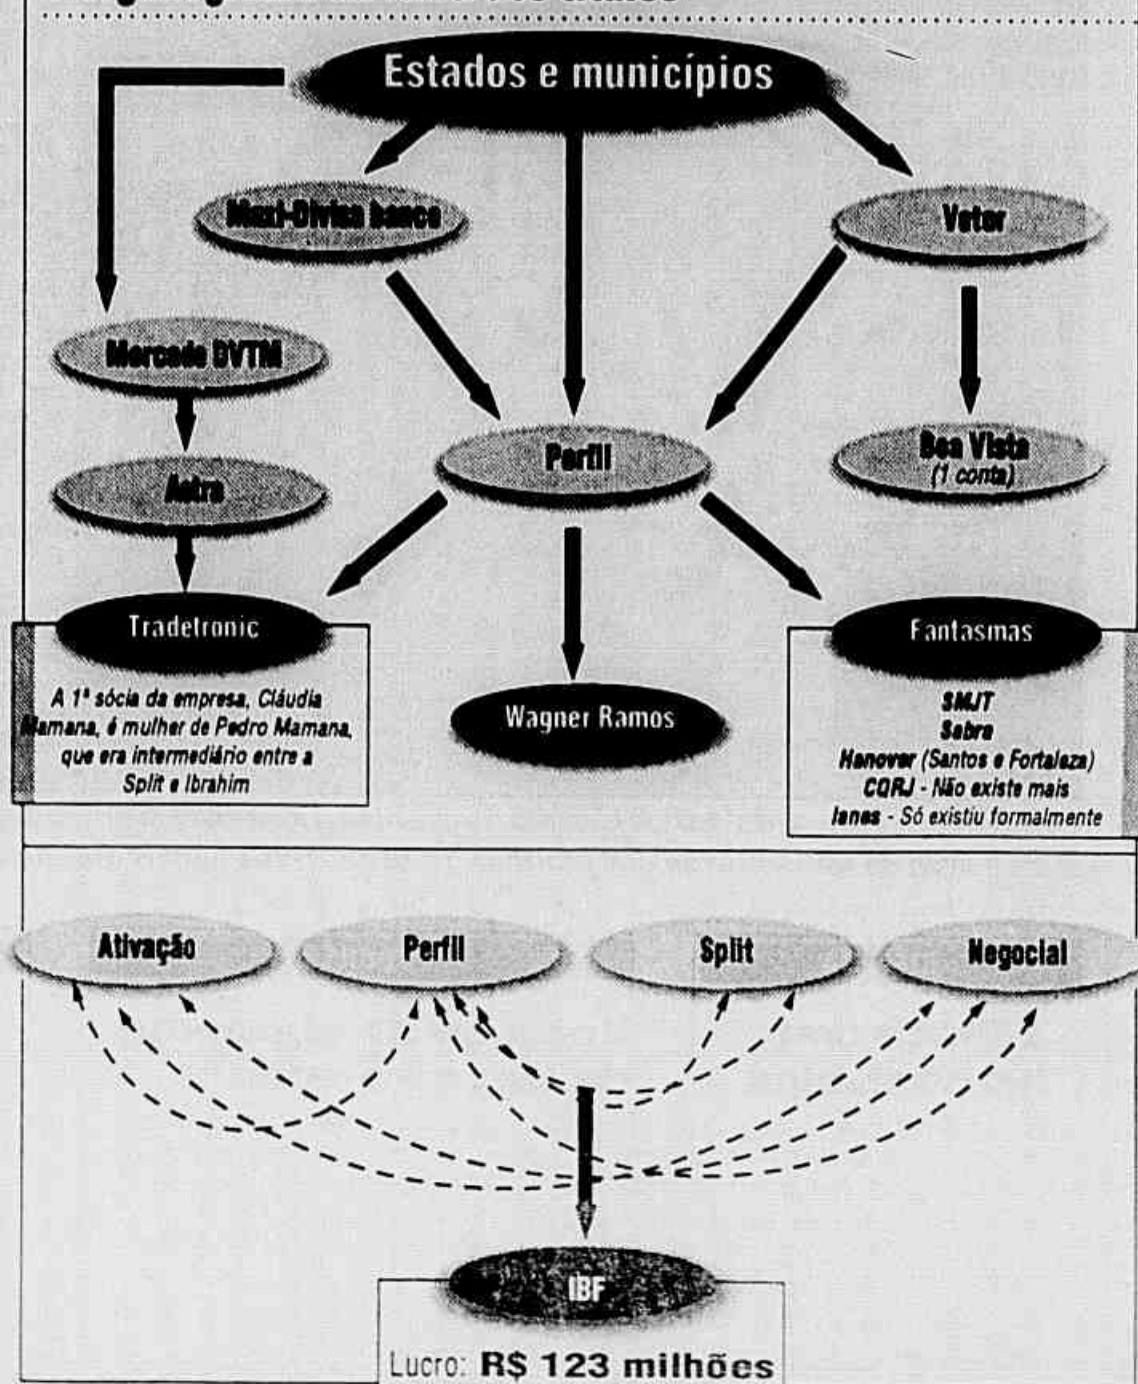 Estados e municípios
Maxi-Divisa banco
Vetor
Mercado DVTM
Perfil
Boa Vista
(1 conta)
Astra
Tradetronic
Fantasmas
A 1ª sócia da empresa, Cláudia
Mamana, é mulher de Pedro Mamana,
que era intermediário entre a
Split e Ibrahim
Wagner Ramos
SMJT
Sabra
Hanover (Santos e Fortaleza)
CQRJ - Não existe mais
Ianes - Só existiu formalmente
Ativação
Perfil
Split
Negocial
IBF
Lucro: R$ 123 milhões